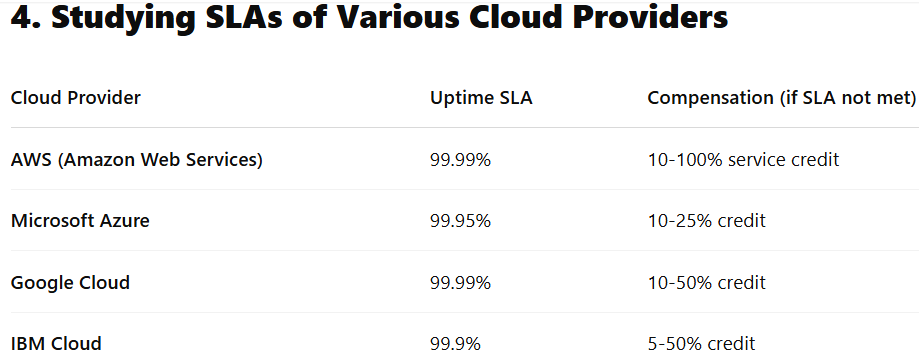 4. Studying SLAs of Various Cloud Providers
Cloud Provider Uptime SLA Compensation (if SLA not met)
AWS (Amazon Web Services) 99.99% 10-100% service credit
Microsoft Azure 99.95% 10-25% credit
Google Cloud 99.99% 10-50% credit
IBM Cloud 99.9% 5-50% credit